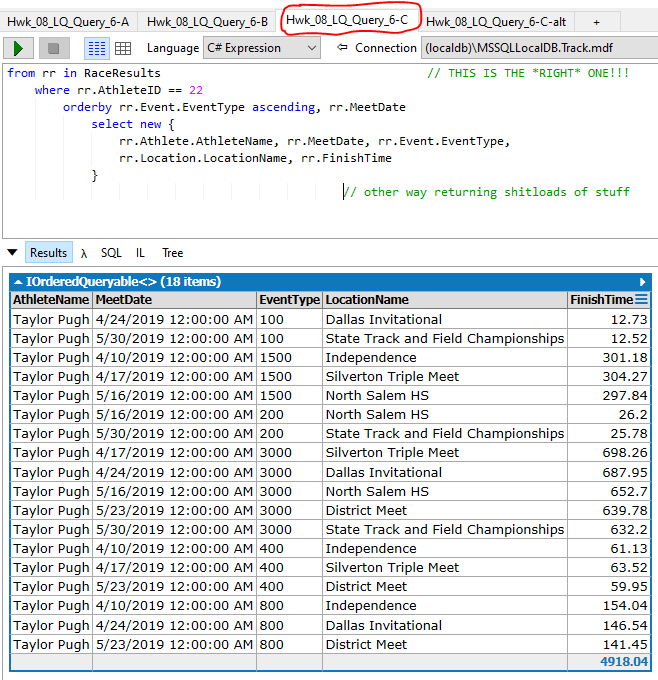 Hwk_08_LQ_Query_6-A Hwk_08_LQ_Query_6-B Hwk_08_LQ_Query_6-C Hwk_08_LQ_Query_6-C-alt +
Language C# Expression Connection (localdb)\MSSQLLocalDB.Track.mdf
from rr in RaceResults // THIS IS THE *RIGHT* ONE!!!
where rr.AthleteID == 22
orderby rr.Event.EventType ascending, rr.MeetDate
select new {
rr.Athlete.AthleteName, rr.MeetDate, rr.Event.EventType,
rr.Location.LocationName, rr.FinishTime
}
// other way returning shitloads of stuff
Results λ SQL IL Tree
IOrderedQueryable<> (18 items)
AthleteName MeetDate EventType LocationName FinishTime
Taylor Pugh 4/24/2019 12:00:00 AM 100 Dallas Invitational 12.73
Taylor Pugh 5/30/2019 12:00:00 AM 100 State Track and Field Championships 12.52
Taylor Pugh 4/10/2019 12:00:00 AM 1500 Independence 301.18
Taylor Pugh 4/17/2019 12:00:00 AM 1500 Silverton Triple Meet 304.27
Taylor Pugh 5/16/2019 12:00:00 AM 1500 North Salem HS 297.84
Taylor Pugh 5/16/2019 12:00:00 AM 200 North Salem HS 26.2
Taylor Pugh 5/30/2019 12:00:00 AM 200 State Track and Field Championships 25.78
Taylor Pugh 4/17/2019 12:00:00 AM 3000 Silverton Triple Meet 698.26
Taylor Pugh 4/24/2019 12:00:00 AM 3000 Dallas Invitational 687.95
Taylor Pugh 5/16/2019 12:00:00 AM 3000 North Salem HS 652.7
Taylor Pugh 5/23/2019 12:00:00 AM 3000 District Meet 639.78
Taylor Pugh 5/30/2019 12:00:00 AM 3000 State Track and Field Championships 632.2
Taylor Pugh 4/10/2019 12:00:00 AM 400 Independence 61.13
Taylor Pugh 4/17/2019 12:00:00 AM 400 Silverton Triple Meet 63.52
Taylor Pugh 5/23/2019 12:00:00 AM 400 District Meet 59.95
Taylor Pugh 4/10/2019 12:00:00 AM 800 Independence 154.04
Taylor Pugh 4/24/2019 12:00:00 AM 800 Dallas Invitational 146.54
Taylor Pugh 5/23/2019 12:00:00 AM 800 District Meet 141.45
4918.04